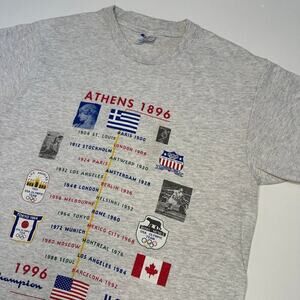 ATHENS 1896
PARIS 1900
1904 ST. LOUIS
LONDON 1908
1912 STOCKHOLM
ANTWERP 1920
1924 PARIS
AMSTERDAM 1928
1932 LOS ANGELES
BERLIN 1936
1948 LONDON
HELSINKI 1952
1956 MELBOURNE
ROME 1960
1964 TOKYO
MEXICO CITY 1968
1972 MUNICH
MONTREAL 1976
1980 MOSCOW
LOS ANGELES 1984
1988 SEOUL
BARCELONA 1992
1996
Champion